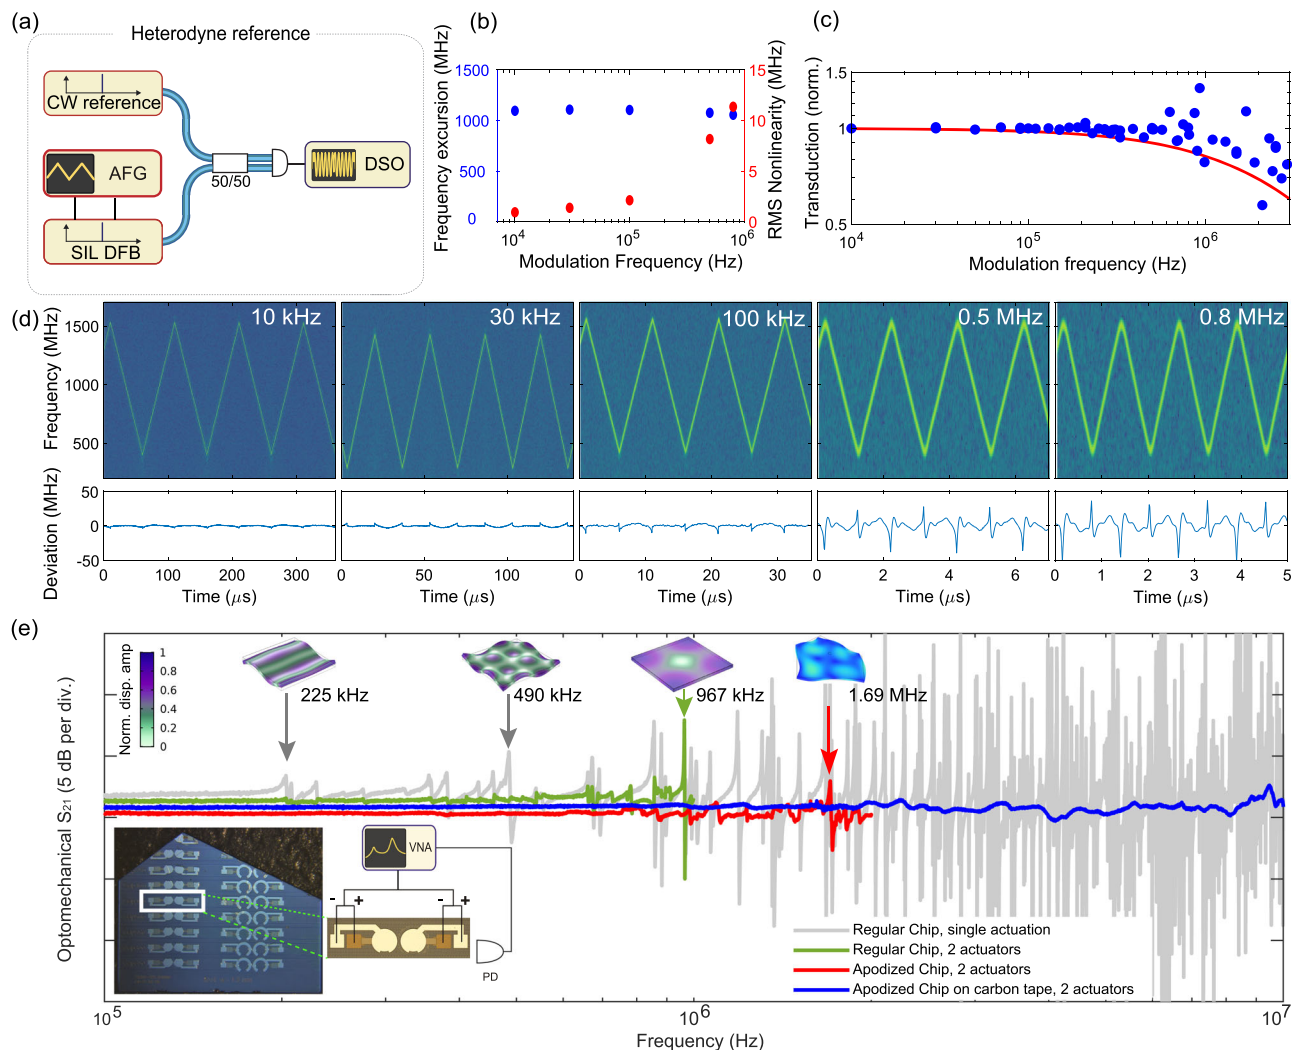 (a)
Heterodyne reference
CW reference
AFG
SIL DFB
50/50
DSO
(b)
Frequency excursion (MHz)
1500
1000
500
0
15
10
5
0
RMS Nonlinearity (MHz)
10^4
10^5
10^6
Modulation Frequency (Hz)
(c)
Transduction (norm.)
1.5
1
0.5
10^4
10^5
10^6
Modulation frequency (Hz)
(d)
Frequency (MHz)
1500
1000
500
10 kHz
30 kHz
100 kHz
0.5 MHz
0.8 MHz
Deviation (MHz)
50
0
-50
0 100 200 300
0 50 100
0 10 20 30
0 2 4 6
0 1 2 3 4 5
Time (μs)
Time (μs)
Time (μs)
Time (μs)
Time (μs)
(e)
Optomechanical S21 (5 dB per div.)
Norm. disp. amp
1
0.8
0.6
0.4
0.2
0
225 kHz
490 kHz
967 kHz
1.69 MHz
VNA
- +
- +
PD
Regular Chip, single actuation
Regular Chip, 2 actuators
Apodized Chip, 2 actuators
Apodized Chip on carbon tape, 2 actuators
10^5
10^6
10^7
Frequency (Hz)